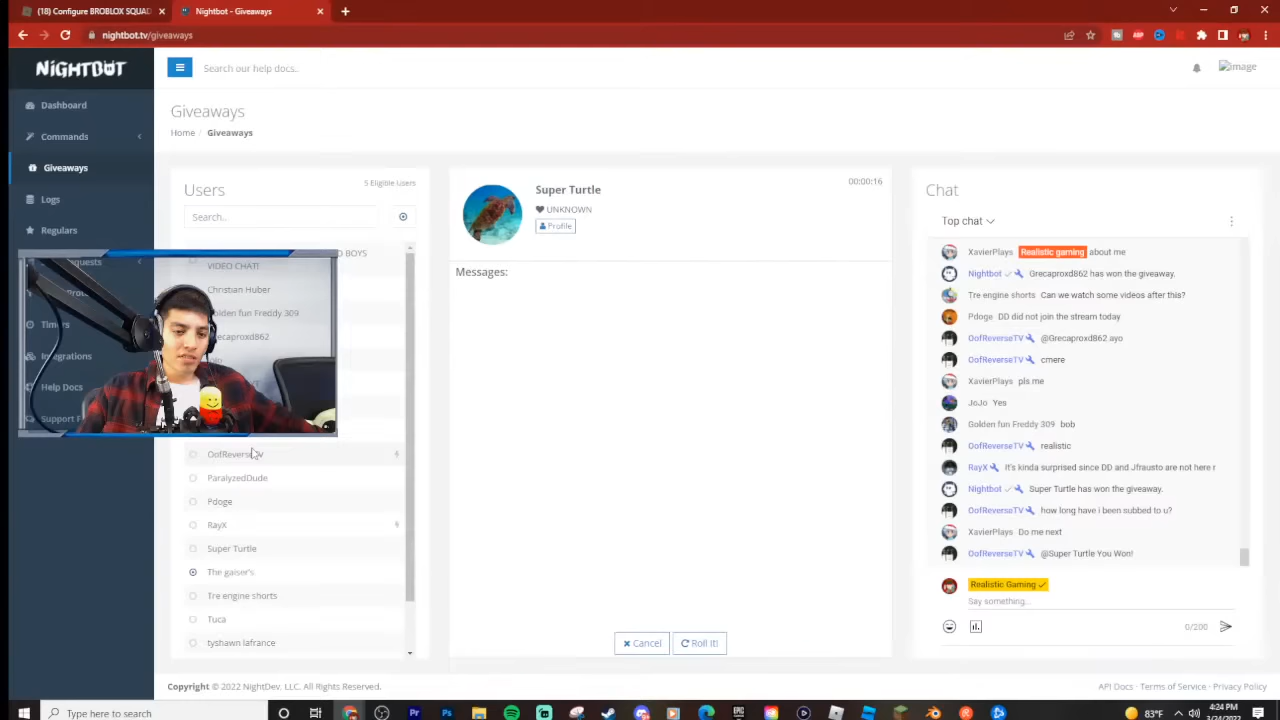 (18) Configure BROBLOX SQUAD
Nightbot - Giveaways
nightbot.tv/giveaways
NiGHTBOT
Search our help docs..
image
Dashboard
Commands
Giveaways
Logs
Regulars
Timers
Integrations
Help Docs
Support
Giveaways
Home / Giveaways
Users
5 Eligible Users
Search..
BOYS
VIDEO CHAT!
Christian Huber
Golden fun Freddy 309
Grecaproxd862
OofReverseTV
ParalyzedDude
Pdoge
RayX
Super Turtle
The gaiser's
Tre engine shorts
Tuca
tyshawn lafrance
Super Turtle
UNKNOWN
Profile
00:00:16
Messages:
Cancel
Roll It!
Chat
Top chat
XavierPlays Realistic gaming about me
Nightbot Grecaproxd862 has won the giveaway.
Tre engine shorts Can we watch some videos after this?
Pdoge DD did not join the stream today
OofReverseTV @Grecaproxd862 ayo
OofReverseTV cmere
XavierPlays pls me
JoJo Yes
Golden fun Freddy 309 bob
OofReverseTV realistic
RayX It's kinda surprised since DD and Jfrausto are not here r
Nightbot Super Turtle has won the giveaway.
OofReverseTV how long have i been subbed to u?
XavierPlays Do me next
OofReverseTV @Super Turtle You Won!
Realistic Gaming
Say something...
0/200
Copyright © 2022 NightDev, LLC. All Rights Reserved.
API Docs · Terms of Service · Privacy Policy
Type here to search
83°F
4:24 PM
3/24/2022